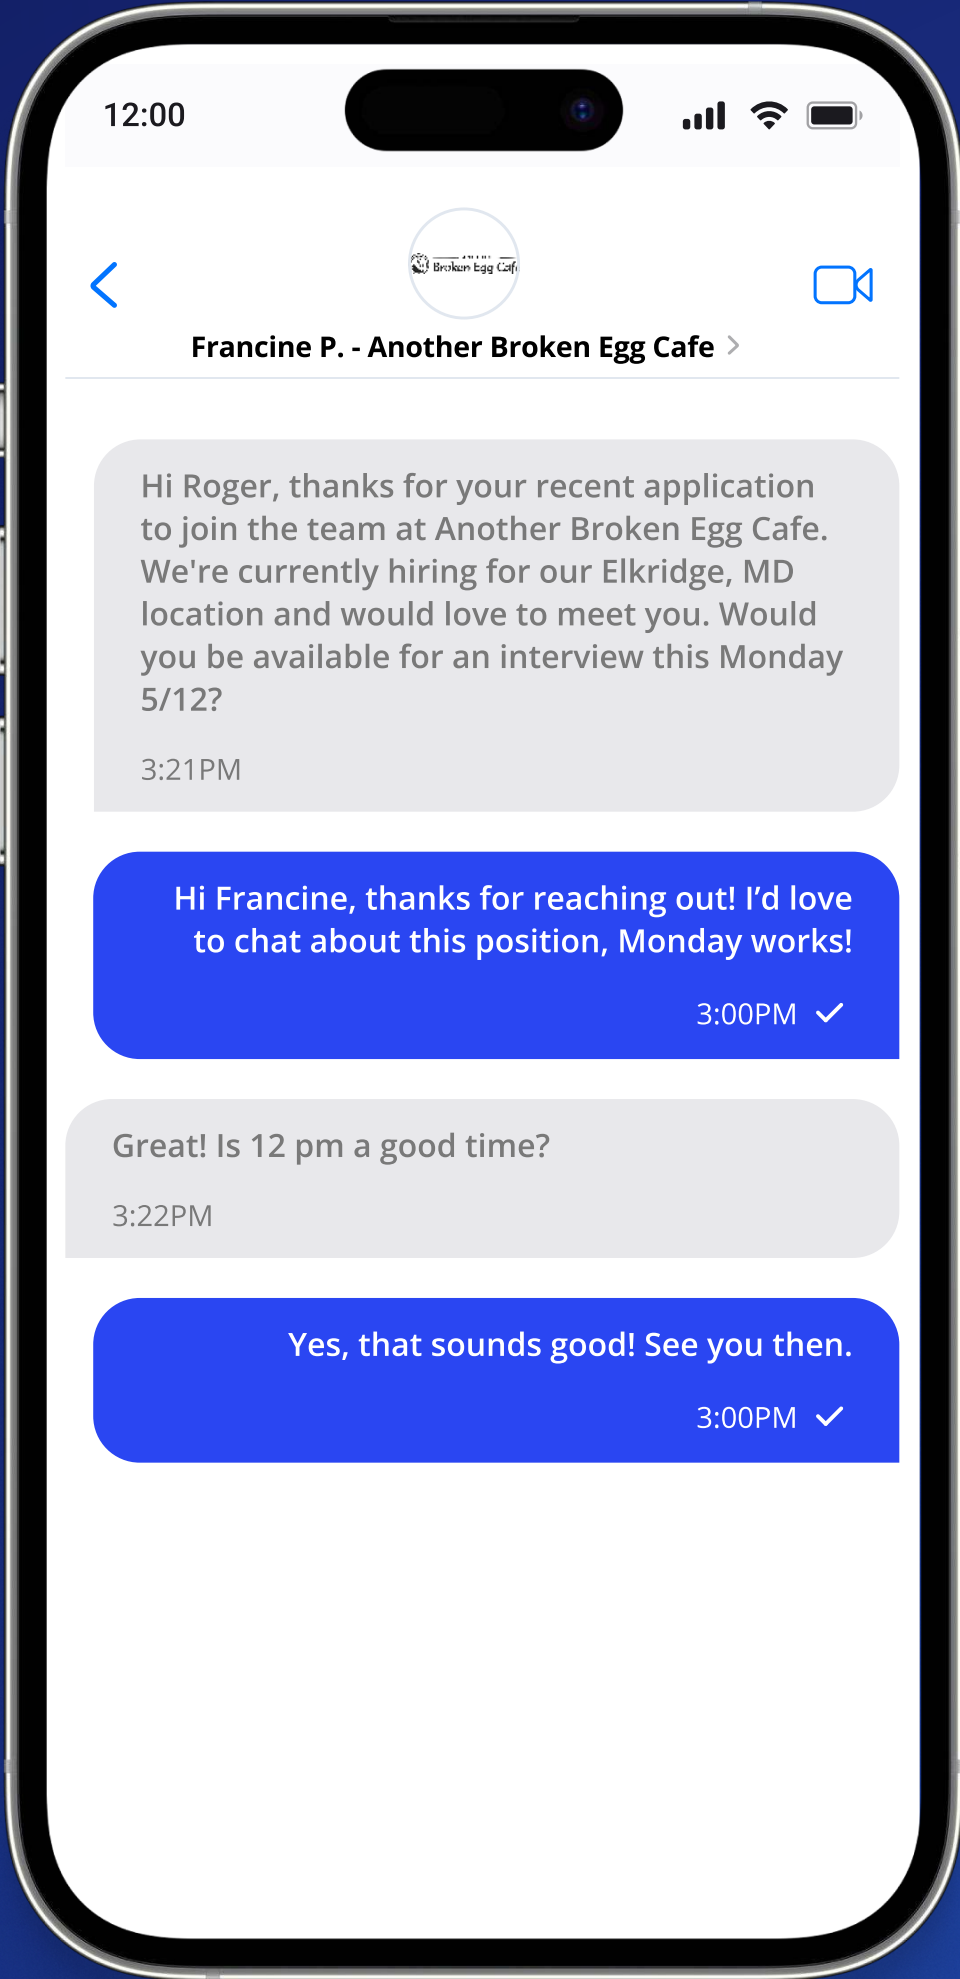 12:00
Broken Egg Cafe
Francine P. - Another Broken Egg Cafe
Hi Roger, thanks for your recent application
to join the team at Another Broken Egg Cafe.
We're currently hiring for our Elkridge, MD
location and would love to meet you. Would
you be available for an interview this Monday
5/12?
3:21PM
Hi Francine, thanks for reaching out! I’d love
to chat about this position, Monday works!
3:00PM
Great! Is 12 pm a good time?
3:22PM
Yes, that sounds good! See you then.
3:00PM